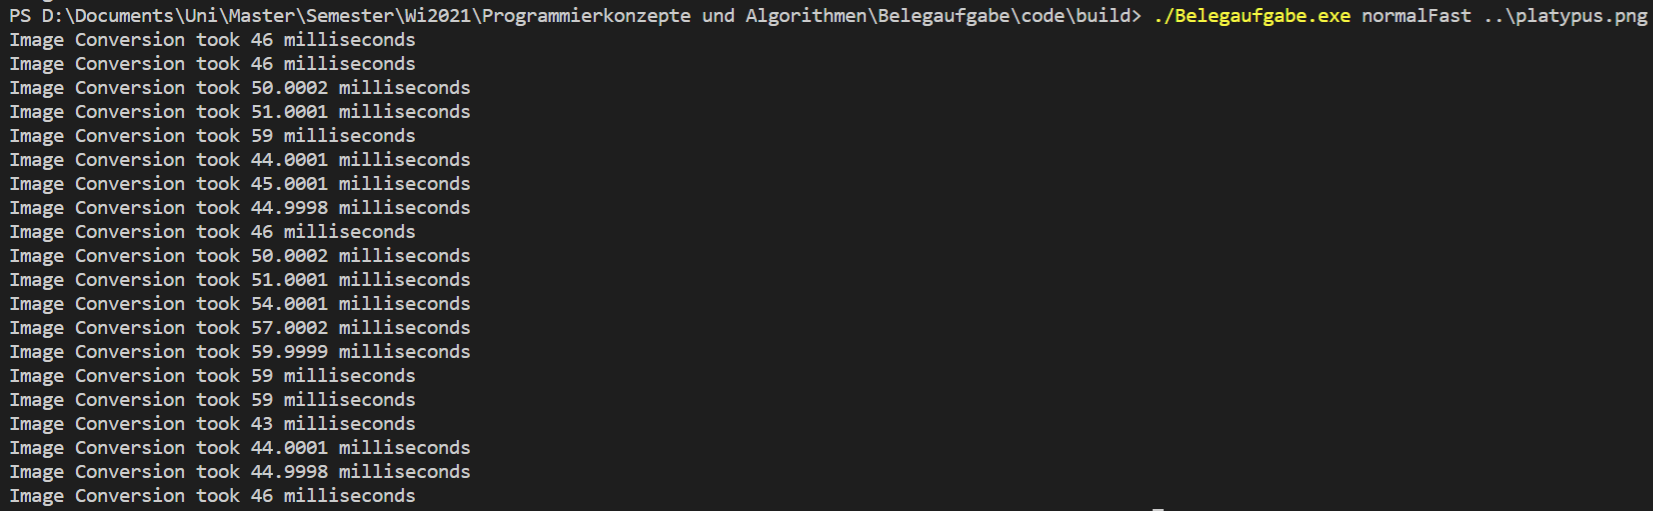 PS D:\Documents\Uni\Master\Semester\Wi2021\Programmierkonzepte und Algorithmen\Belegaufgabe\code\build> ./Belegaufgabe.exe normalFast ..\platypus.png
Image Conversion took 46 milliseconds
Image Conversion took 46 milliseconds
Image Conversion took 50.0002 milliseconds
Image Conversion took 51.0001 milliseconds
Image Conversion took 59 milliseconds
Image Conversion took 44.0001 milliseconds
Image Conversion took 45.0001 milliseconds
Image Conversion took 44.9998 milliseconds
Image Conversion took 46 milliseconds
Image Conversion took 50.0002 milliseconds
Image Conversion took 51.0001 milliseconds
Image Conversion took 54.0001 milliseconds
Image Conversion took 57.0002 milliseconds
Image Conversion took 59.9999 milliseconds
Image Conversion took 59 milliseconds
Image Conversion took 59 milliseconds
Image Conversion took 43 milliseconds
Image Conversion took 44.0001 milliseconds
Image Conversion took 44.9998 milliseconds
Image Conversion took 46 milliseconds